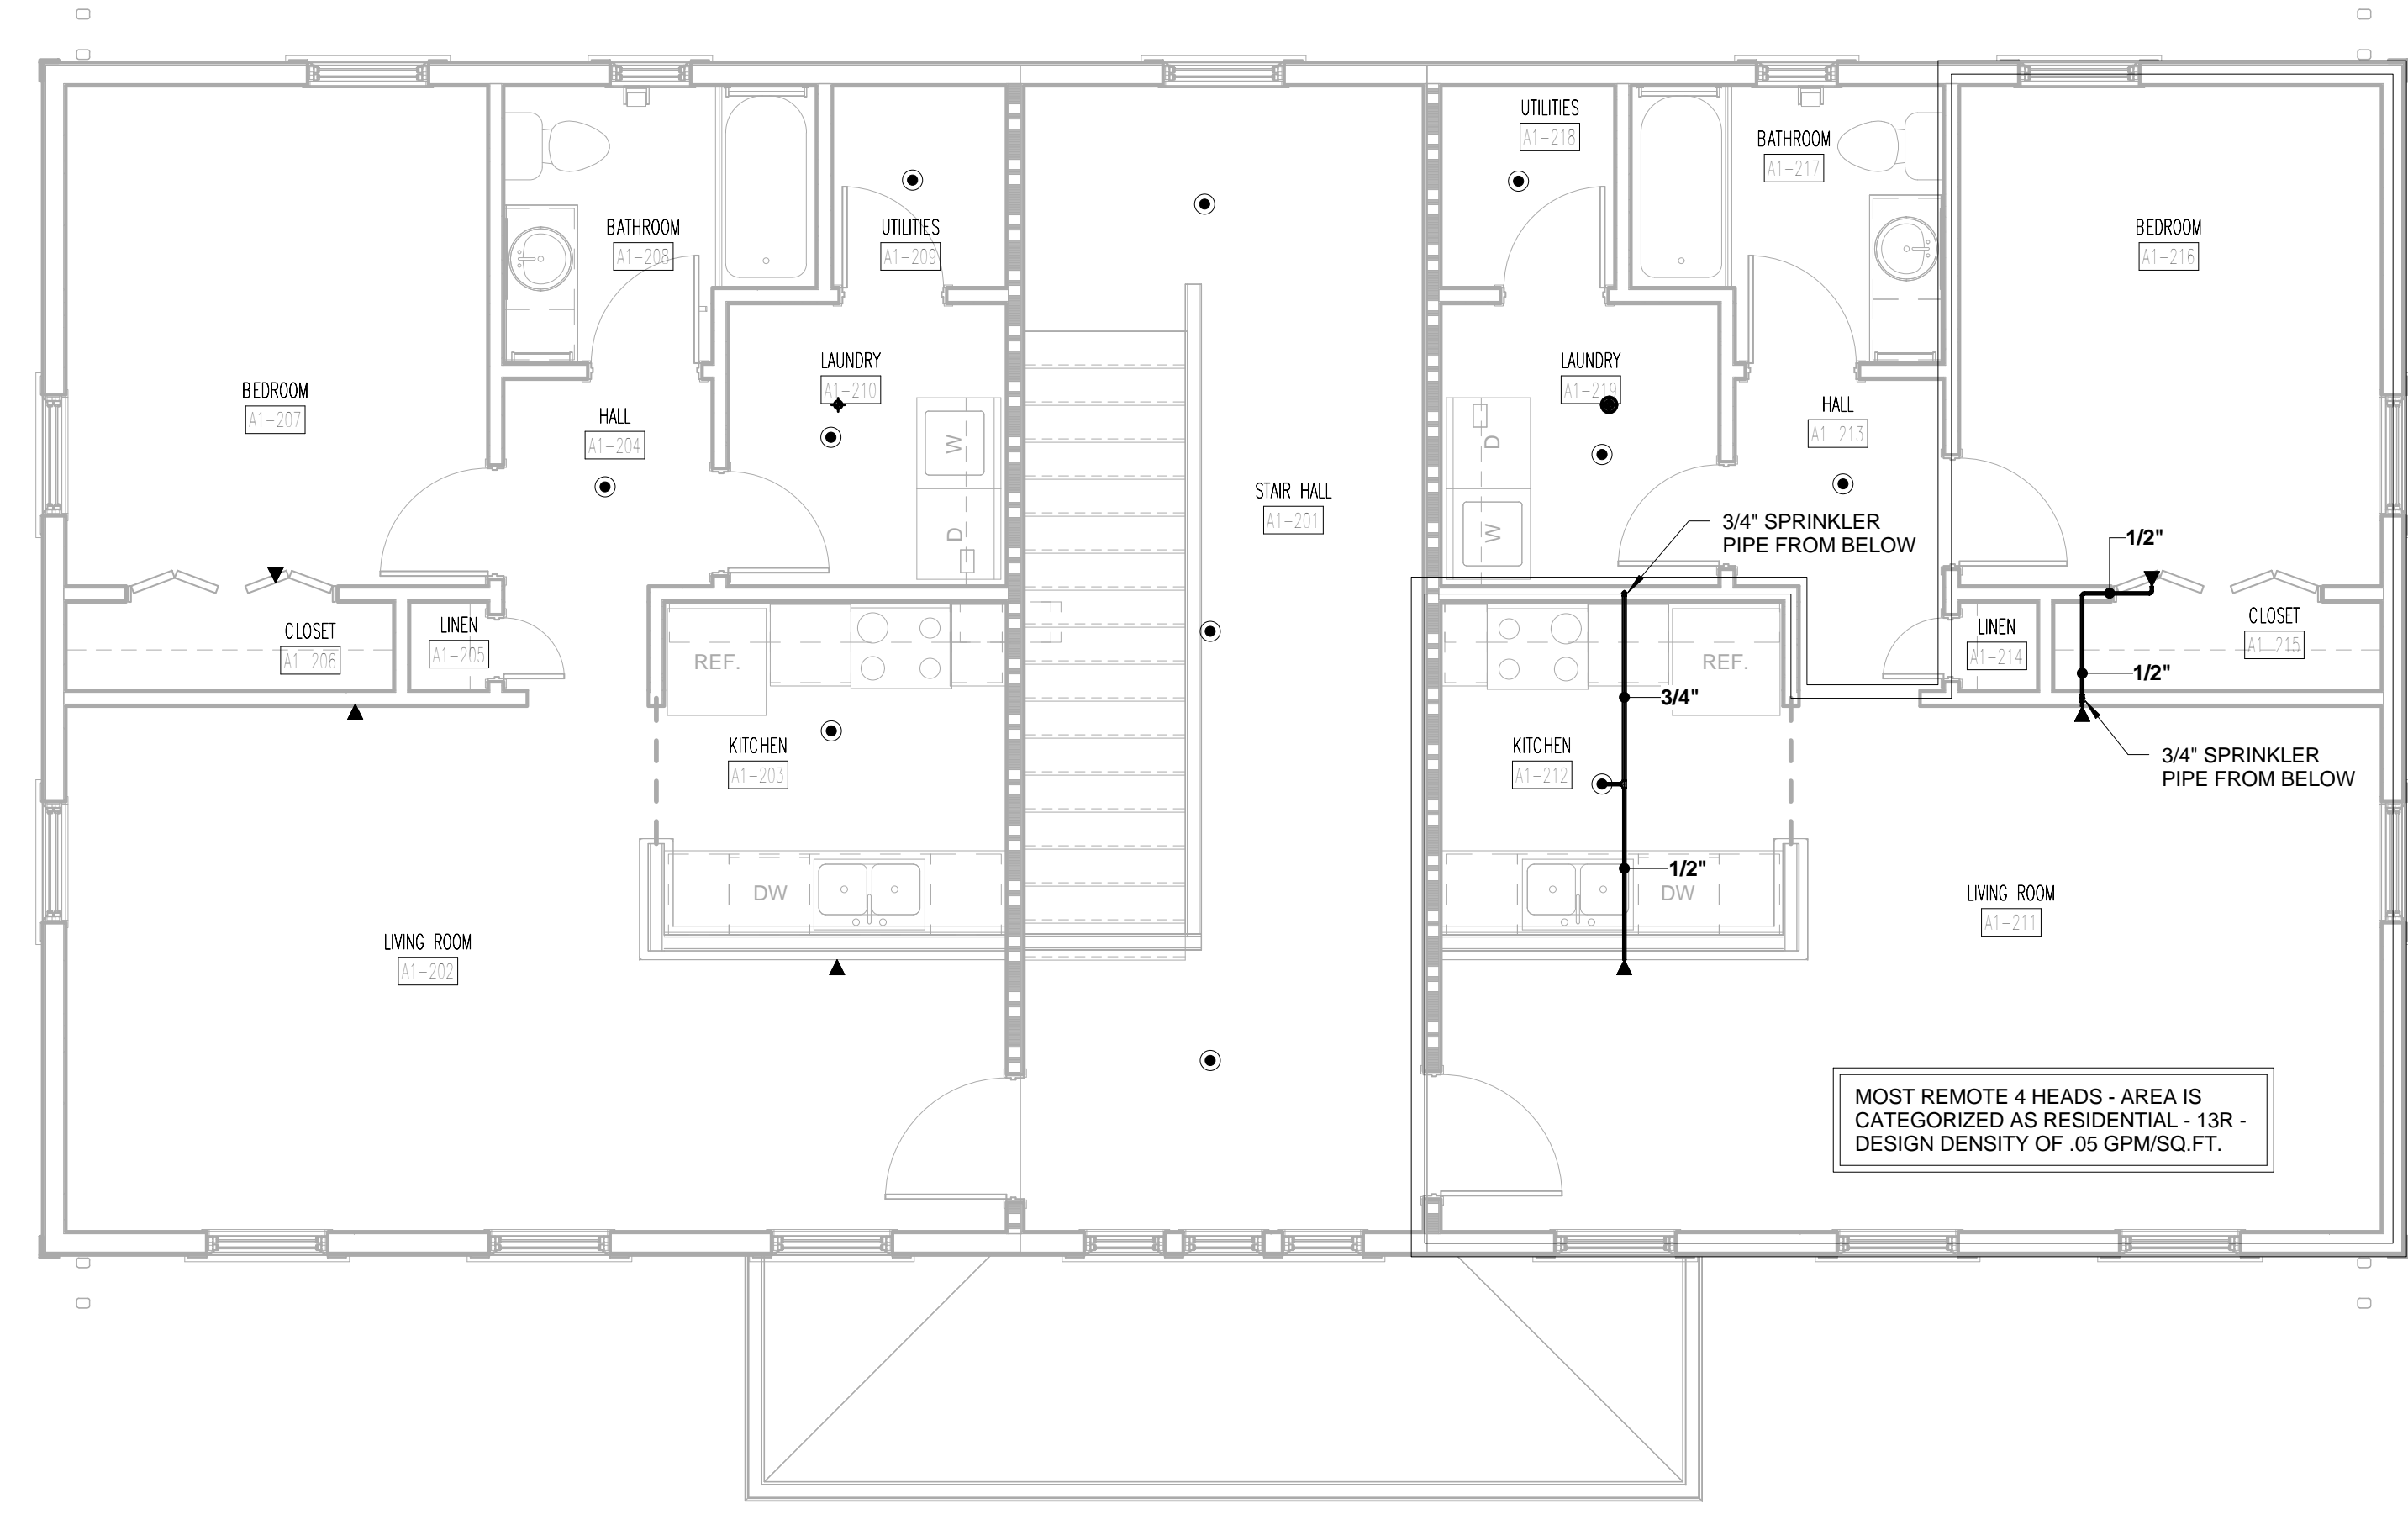 UTILITIES
A1-218
BATHROOM
A1-217
BATHROOM
A1-208
UTILITIES
A1-209
BEDROOM
A1-216
BEDROOM
A1-207
HALL
A1-204
LAUNDRY
A1-210
W
D
STAIR HALL
A1-201
LAUNDRY
A1-219
D
W
HALL
A1-213
3/4" SPRINKLER
PIPE FROM BELOW
1/2"
CLOSET
A1-206
LINEN
A1-205
REF.
REF.
LINEN
A1-214
CLOSET
A1-215
1/2"
3/4"
KITCHEN
A1-203
KITCHEN
A1-212
3/4" SPRINKLER
PIPE FROM BELOW
1/2"
DW
DW
LIVING ROOM
A1-202
LIVING ROOM
A1-211
MOST REMOTE 4 HEADS - AREA IS
CATEGORIZED AS RESIDENTIAL - 13R -
DESIGN DENSITY OF .05 GPM/SQ.FT.